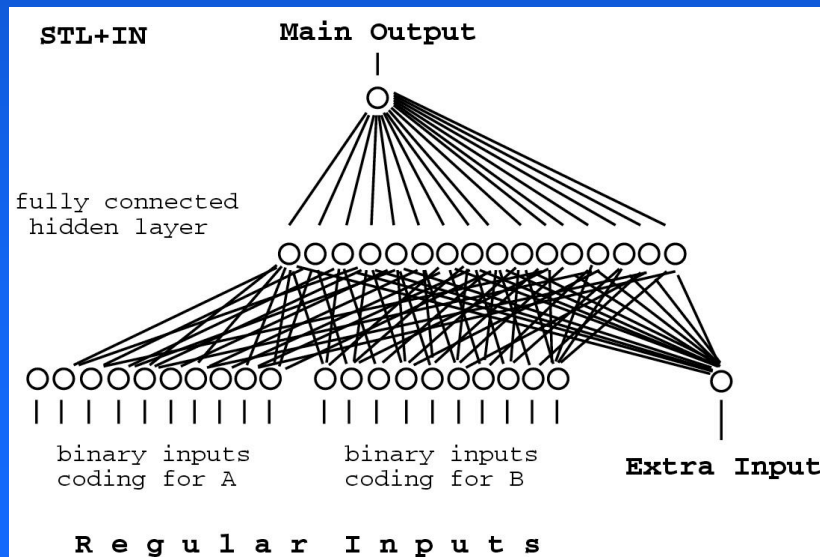 STL+IN
Main Output
fully connected
hidden layer
binary inputs
coding for A
binary inputs
coding for B
Extra Input
Regular Inputs